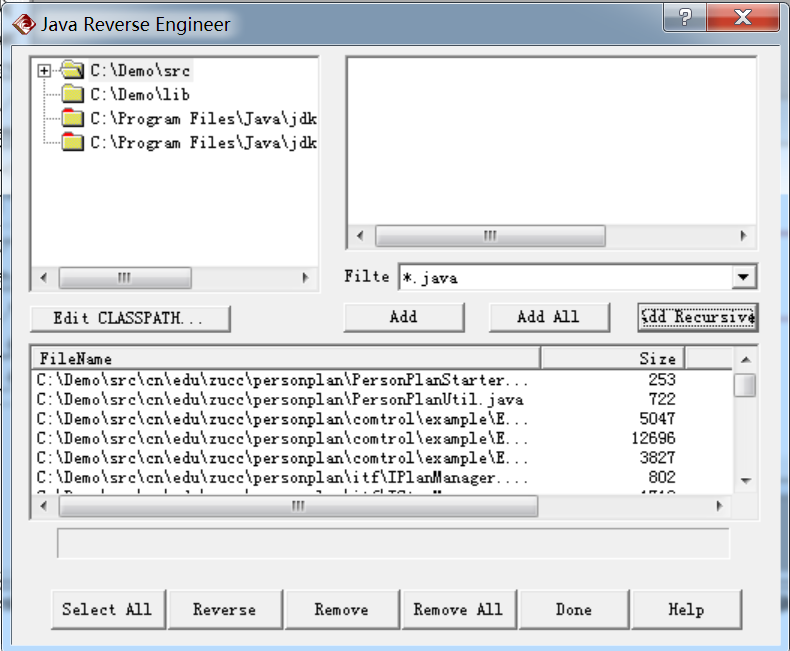 Java Reverse Engineer
C:\Demo\src
C:\Demo\lib
C:\Program Files\Java\jdk
C:\Program Files\Java\jdk
Filte *.java
Edit CLASSPATH... Add Add All Add Recursive
FileName Size
C:\Demo\src\cn\edu\zucc\personplan\PersonPlanStarter... 253
C:\Demo\src\cn\edu\zucc\personplan\PersonPlanUtil.java 722
C:\Demo\src\cn\edu\zucc\personplan\comtrol\example\E... 5047
C:\Demo\src\cn\edu\zucc\personplan\comtrol\example\E... 12696
C:\Demo\src\cn\edu\zucc\personplan\comtrol\example\E... 3827
C:\Demo\src\cn\edu\zucc\personplan\itf\IPlanManager.... 802
Select All Reverse Remove Remove All Done Help